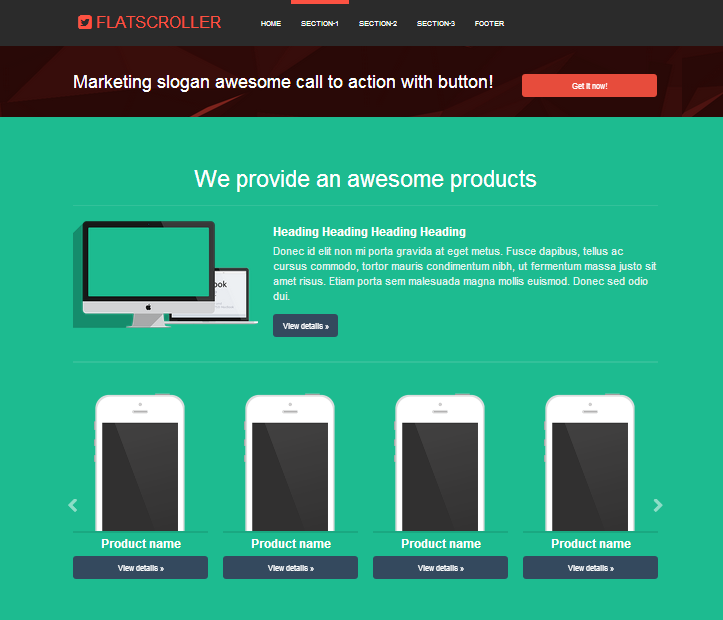 FLATSCROLLER HOME SECTION-1 SECTION-2 SECTION-3 FOOTER
Marketing slogan awesome call to action with button! Get it now!
We provide an awesome products
Heading Heading Heading Heading
Donec id elit non mi porta gravida at eget metus. Fusce dapibus, tellus ac
cursus commodo, tortor mauris condimentum nibh, ut fermentum massa justo sit
amet risus. Etiam porta sem malesuada magna mollis euismod. Donec sed odio
dui.
View details »
Product name Product name Product name Product name
View details » View details » View details » View details »